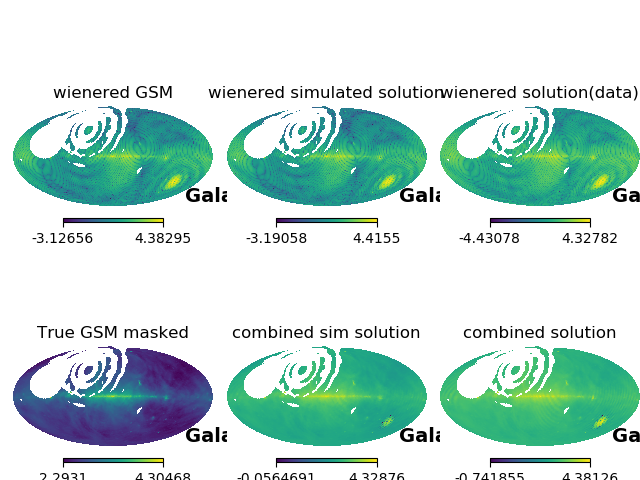 wienered GSM
wienered simulated solution
wienered solution(data)
Gala
Gala
Ga
-3.12656 4.38295
-3.19058 4.4155
-4.43078 4.32782
True GSM masked
combined sim solution
combined solution
Gala
Gala
Ga
2.2931 4.30468
-0.0564691 4.32876
-0.741855 4.38126